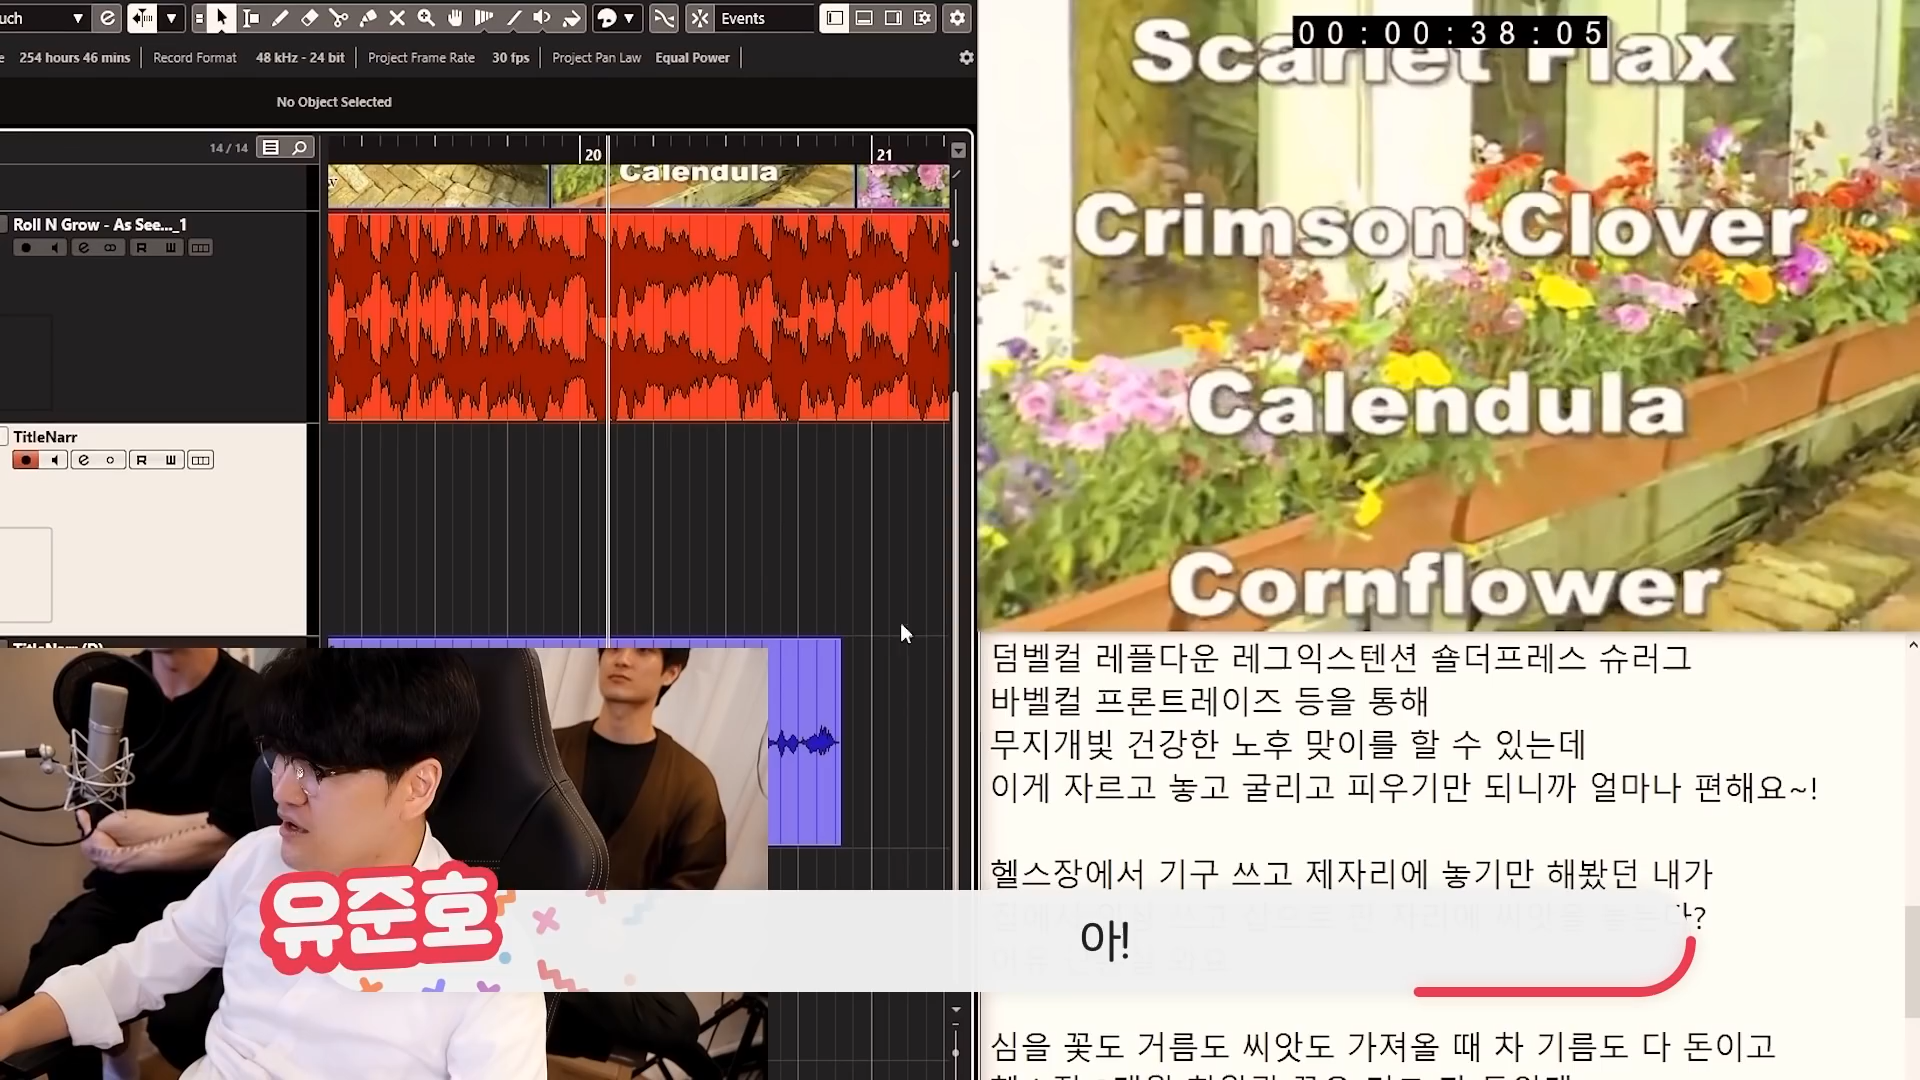 uch
Events
254 hours 46 mins
Record Format
48 kHz - 24 bit
Project Frame Rate
30 fps
Project Pan Law
Equal Power
No Object Selected
14 / 14
20
21
Calendula
Roll N Grow - As See..._1
R
W
TitleNarr
R
W
00:00:38:05
Scarlet Flax
Crimson Clover
Calendula
Cornflower
덤벨컬 레플다운 레그익스텐션 숄더프레스 슈러그
바벨컬 프론트레이즈 등을 통해
무지개빛 건강한 노후 맞이를 할 수 있는데
이게 자르고 놓고 굴리고 피우기만 되니까 얼마나 편해요~!
헬스장에서 기구 쓰고 제자리에 놓기만 해봤던 내가
유준호
아!
심을 꽃도 거름도 씨앗도 가져올 때 차 기름도 다 돈이고